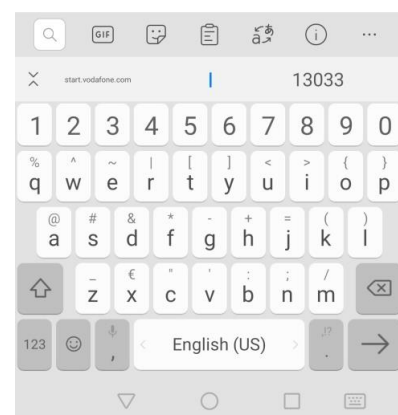 GIF
start.vodafone.com | 13033
1 2 3 4 5 6 7 8 9 0
% ^ ~ | [ ] < > { }
q w e r t y u i o p
@ # & * - + = ( )
a s d f g h j k l
_ € " ' : ; /
z x c v b n m
123 , English (US) .!?
.